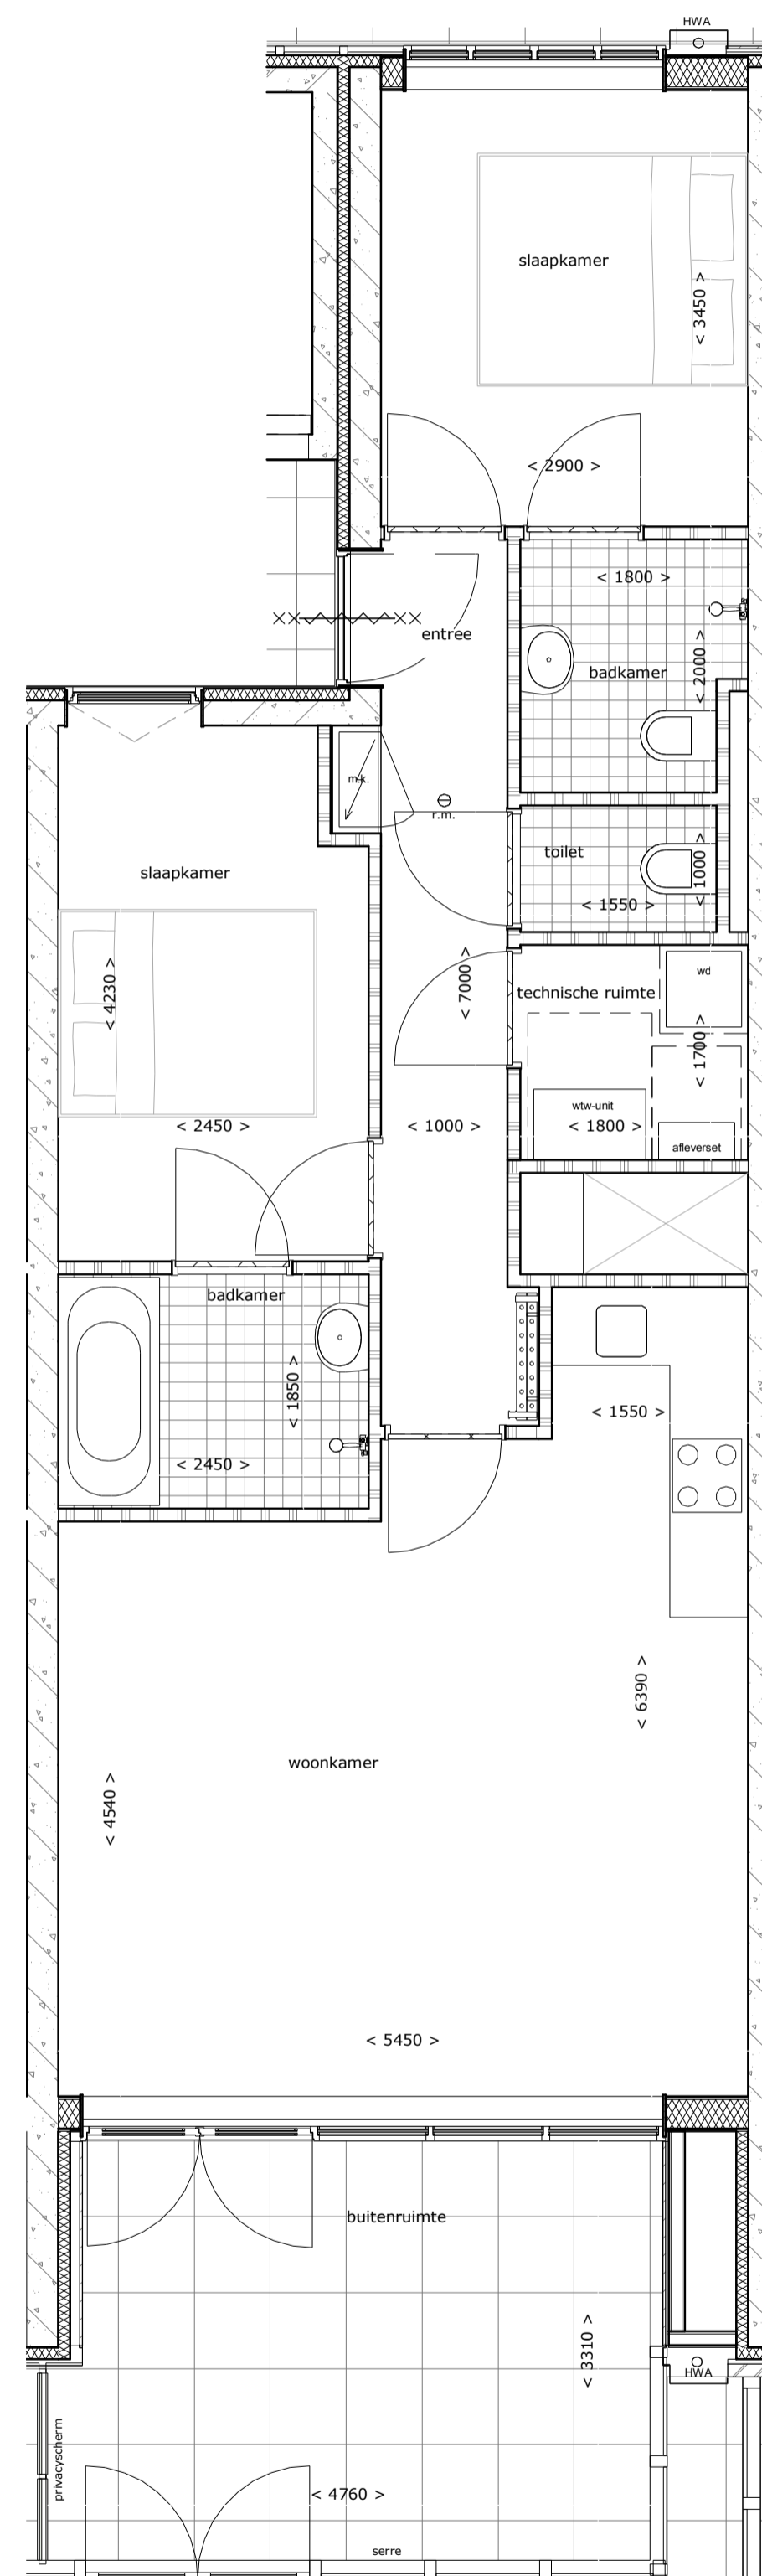 HWA
slaapkamer
< 3450 >
< 2900 >
< 1800 >
entree
badkamer
< 2000 >
m.k.
r.m.
toilet
< 1000 >
slaapkamer
< 1550 >
< 4230 >
< 7000 >
technische ruimte
wd
< 1700 >
wtw-unit
< 2450 >
< 1000 >
< 1800 >
afleverset
badkamer
< 1850 >
< 1550 >
< 2450 >
< 6390 >
woonkamer
< 4540 >
< 5450 >
buitenruimte
< 3310 >
HWA
privacyscherm
< 4760 >
serre